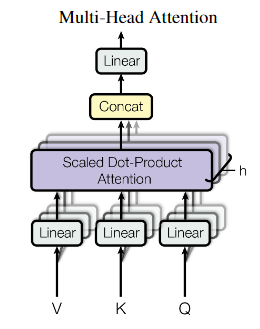 Multi-Head Attention
Linear
Concat
Scaled Dot-Product
Attention
h
Linear Linear Linear
V K Q